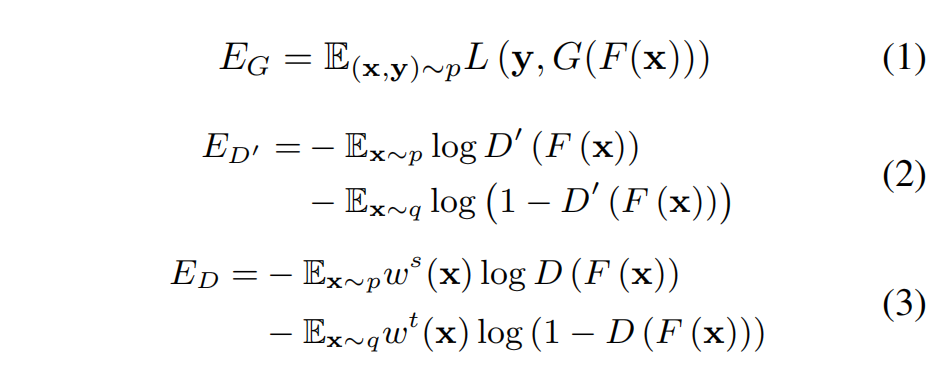 E_G = 𝔼_{(𝐱,𝐲)∼p} L (𝐲, G(F(𝐱))) (1)
E_{D′} = − 𝔼_{𝐱∼p} log D′ (F (𝐱))
− 𝔼_{𝐱∼q} log (1 − D′ (F (𝐱))) (2)
E_D = − 𝔼_{𝐱∼p} w^s(𝐱) log D (F (𝐱))
− 𝔼_{𝐱∼q} w^t(𝐱) log (1 − D (F (𝐱))) (3)